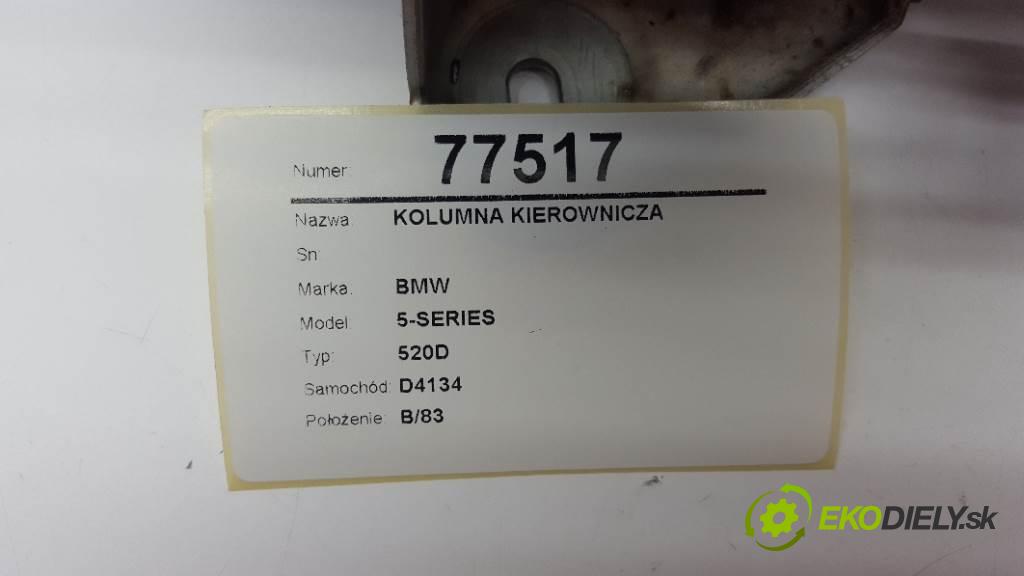 Numer: 77517
Nazwa: KOLUMNA KIEROWNICZA
Sn:
Marka: BMW
Model: 5-SERIES
Typ: 520D
Samochód: D4134
Położenie: B/83
EKODIELY.sk